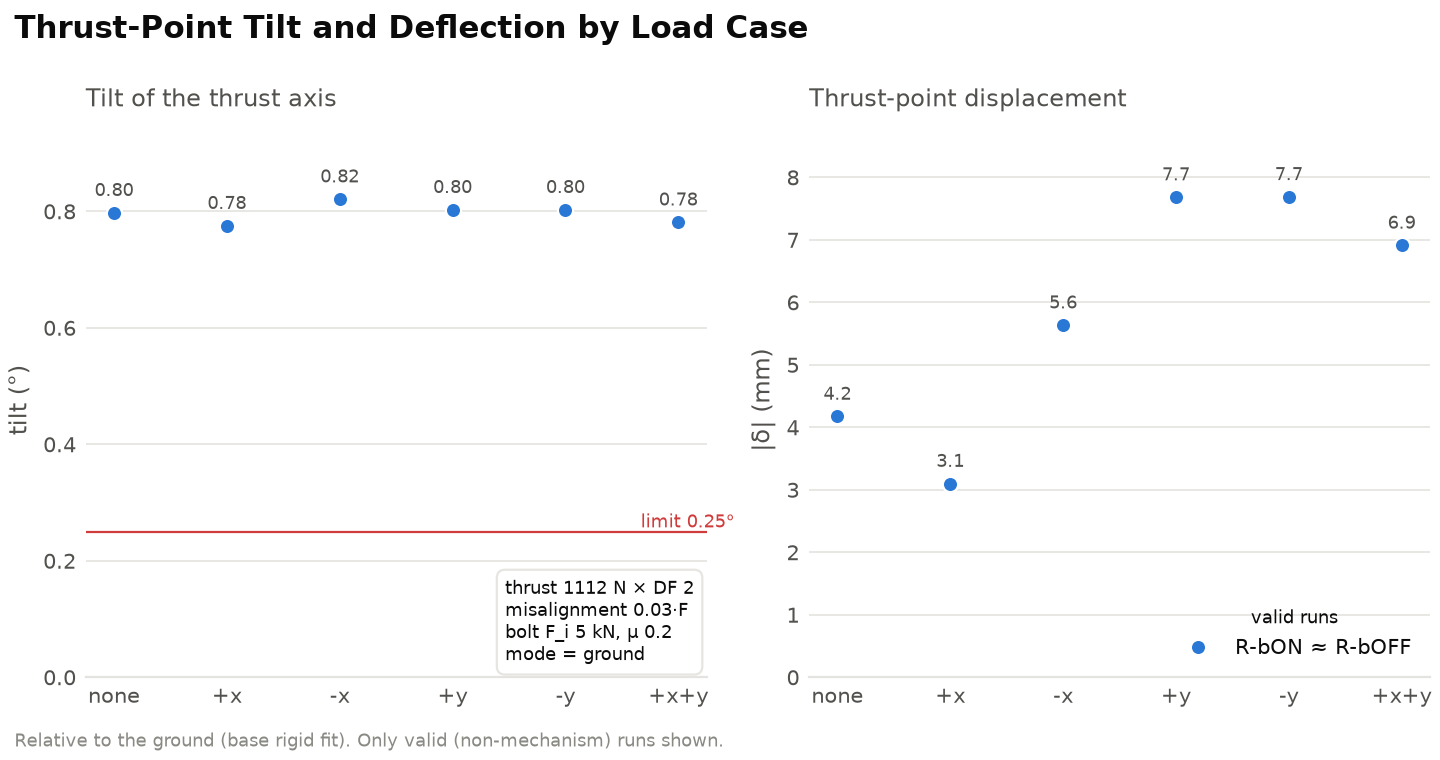 Thrust-Point Tilt and Deflection by Load Case
Tilt of the thrust axis
tilt (°)
0.8
0.6
0.4
0.2
0.0
0.80
0.78
0.82
0.80
0.80
0.78
limit 0.25°
thrust 1112 N × DF 2
misalignment 0.03·F
bolt F_i 5 kN, μ 0.2
mode = ground
none +x -x +y -y +x+y
Thrust-point displacement
|δ| (mm)
8
7
6
5
4
3
2
1
0
4.2
3.1
5.6
7.7
7.7
6.9
valid runs
R-bON ≈ R-bOFF
none +x -x +y -y +x+y
Relative to the ground (base rigid fit). Only valid (non-mechanism) runs shown.